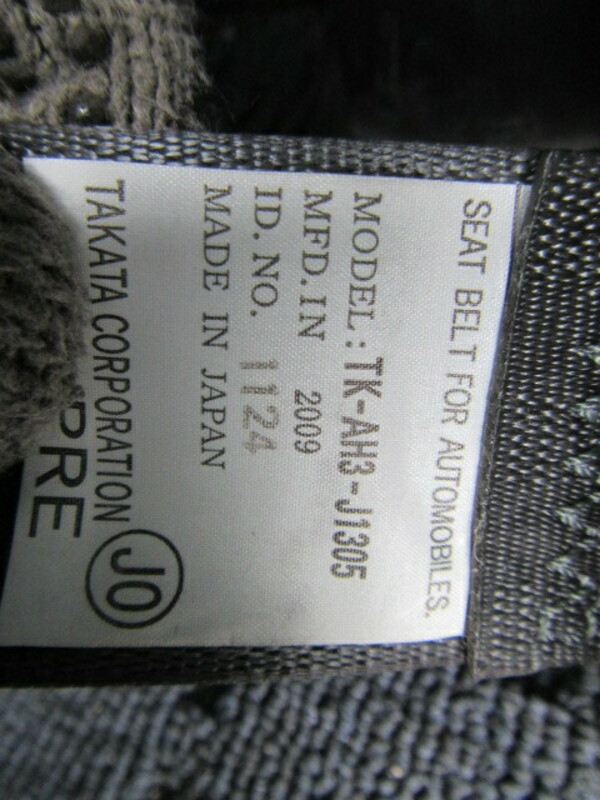 SEAT BELT FOR AUTOMOBILES.
MODEL: TK-AH3-J1305
MFD. IN 2009
ID. NO. 1124
MADE IN JAPAN
TAKATA CORPORATION JO
PRE